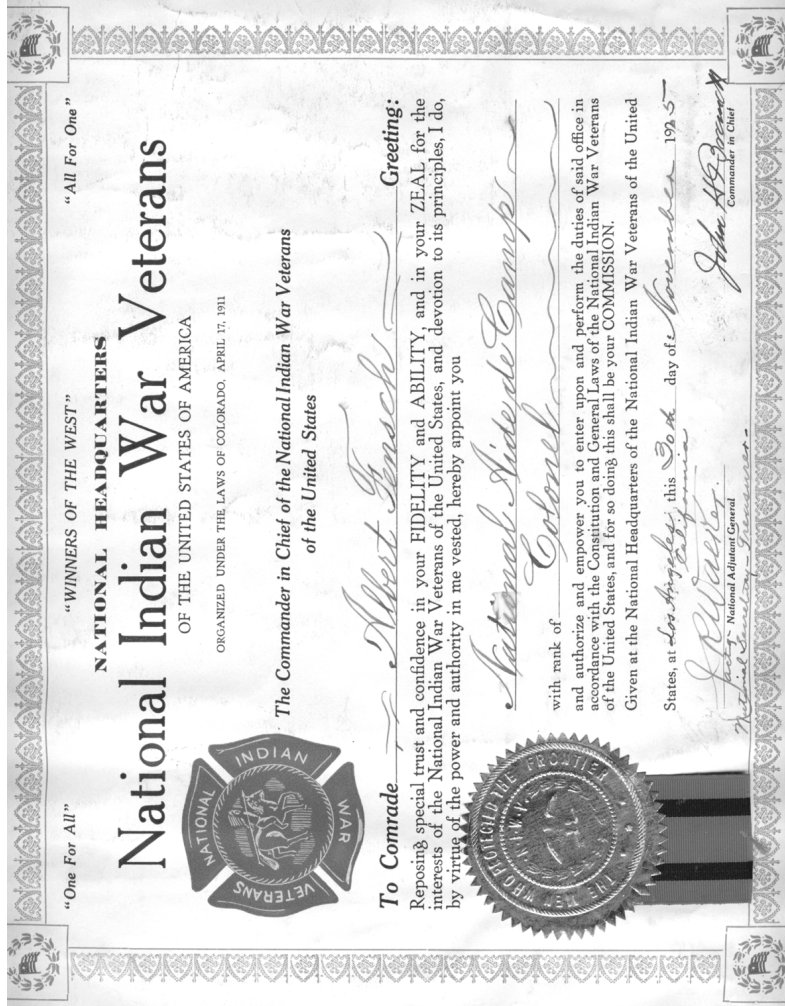 "One For All" "WINNERS OF THE WEST" "All For One"
NATIONAL HEADQUARTERS
National Indian War Veterans
OF THE UNITED STATES OF AMERICA
ORGANIZED UNDER THE LAWS OF COLORADO, APRIL 17, 1911
NATIONAL INDIAN WAR VETERANS
The Commander in Chief of the National Indian War Veterans
of the United States
To Comrade Albert Fensch Greeting:
Reposing special trust and confidence in your FIDELITY and ABILITY, and in your ZEAL for the
interests of the National Indian War Veterans of the United States, and devotion to its principles, I do,
by virtue of the power and authority in me vested, hereby appoint you
National Aide de Camp
with rank of Colonel
and authorize and empower you to enter upon and perform the duties of said office in
accordance with the Constitution and General Laws of the National Indian War Veterans
of the United States, and for so doing this shall be your COMMISSION.
Given at the National Headquarters of the National Indian War Veterans of the United
States, at Los Angeles, this 30th day of November 19
California
National Adjutant General
National Secretary - Treasurer -
John H
Commander in Chief
THE MEN WHO PROTECTED THE FRONTIER
N.I.W.V.